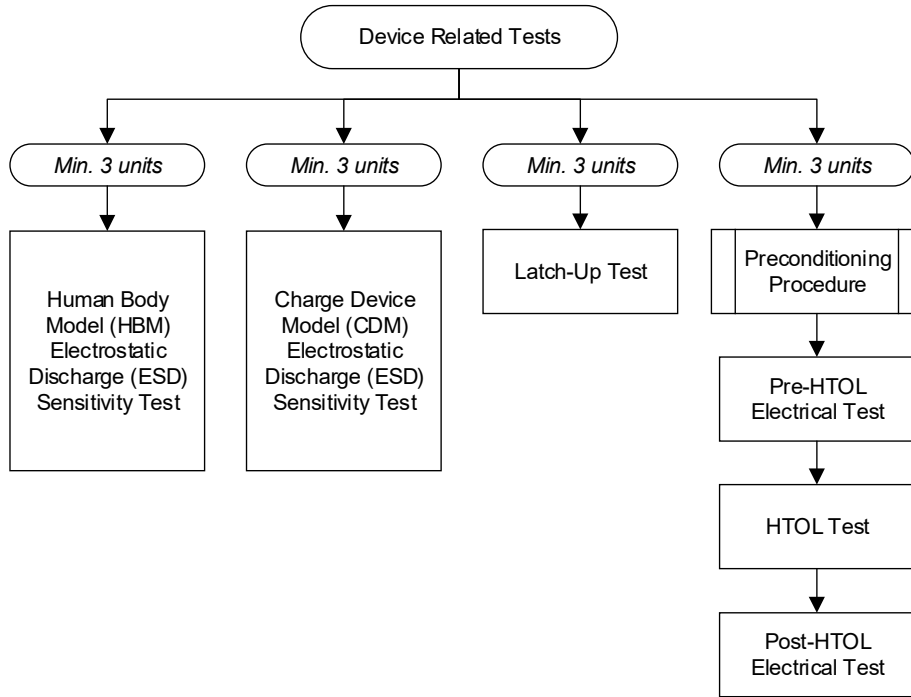 Device Related Tests
Min. 3 units
Min. 3 units
Min. 3 units
Min. 3 units
Human Body
Model (HBM)
Electrostatic
Discharge (ESD)
Sensitivity Test
Charge Device
Model (CDM)
Electrostatic
Discharge (ESD)
Sensitivity Test
Latch-Up Test
Preconditioning
Procedure
Pre-HTOL
Electrical Test
HTOL Test
Post-HTOL
Electrical Test